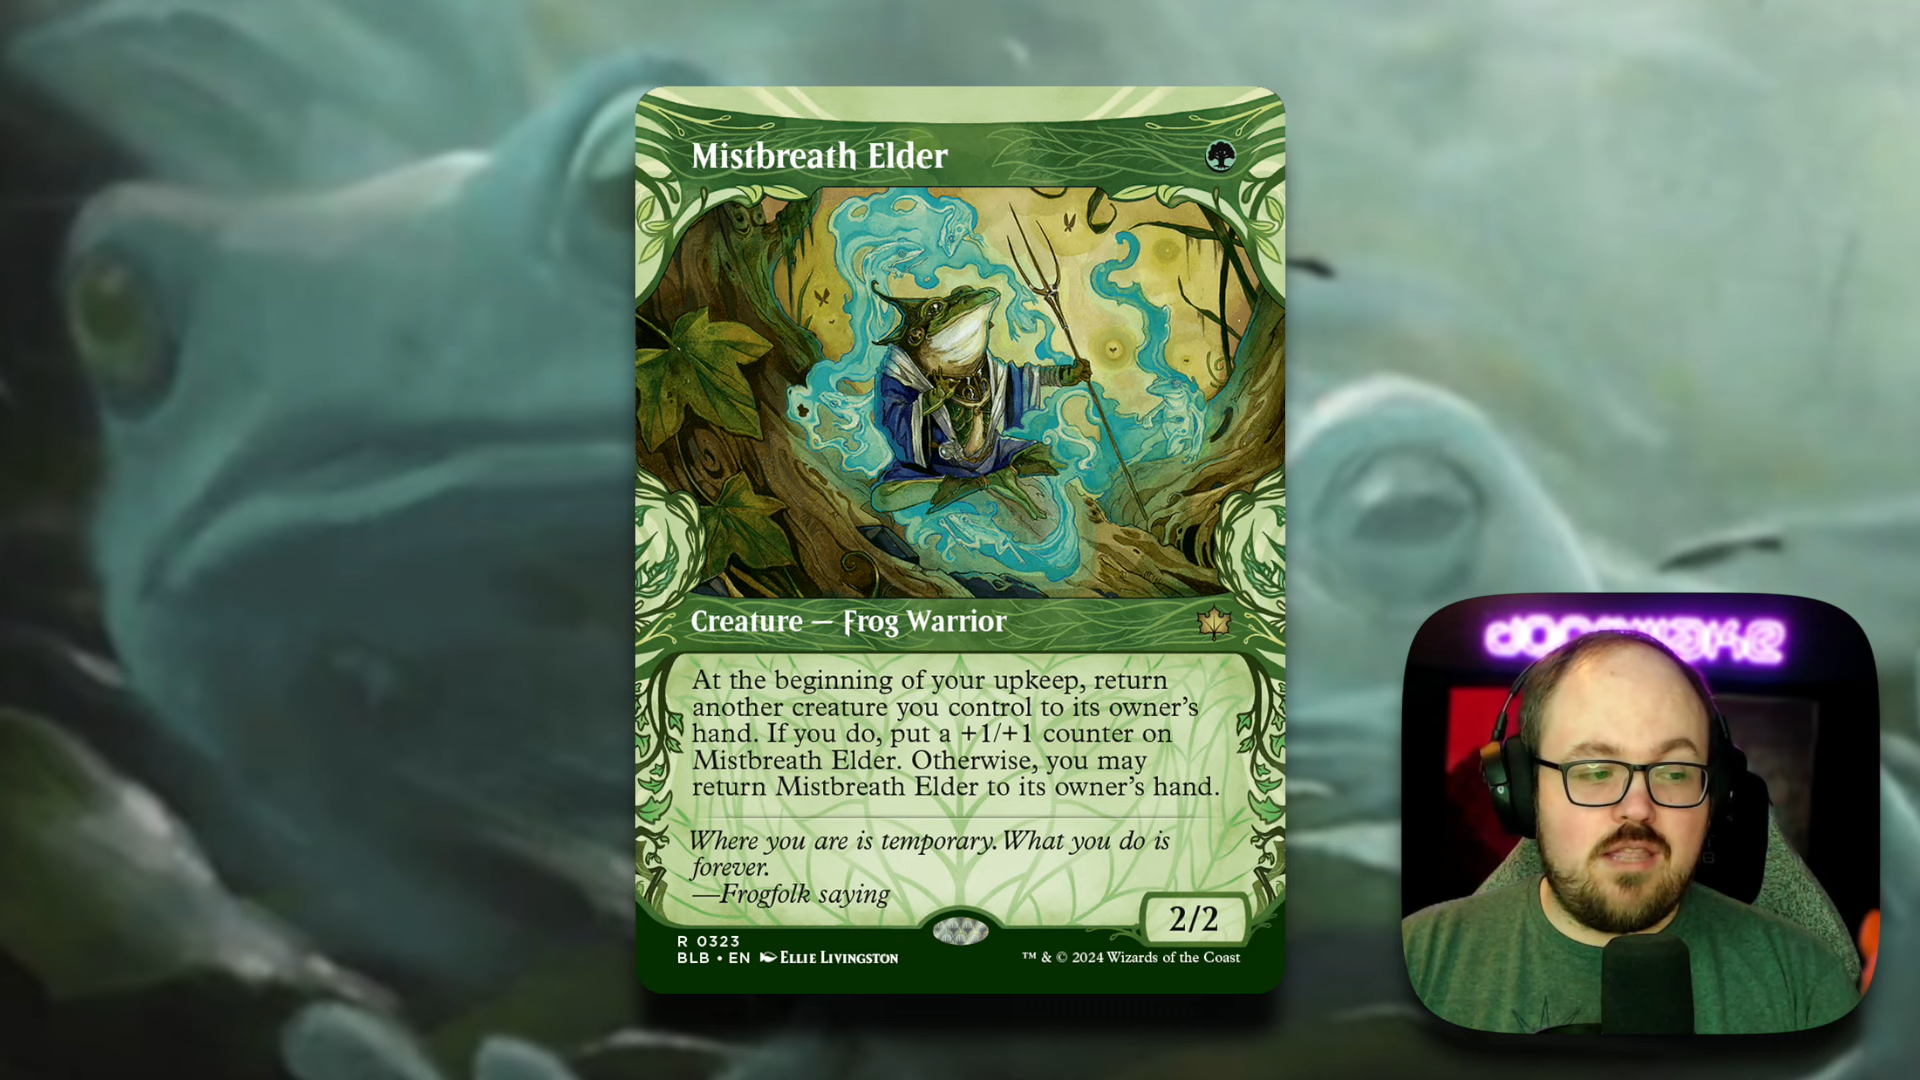 Mistbreath Elder
Creature — Frog Warrior
At the beginning of your upkeep, return
another creature you control to its owner's
hand. If you do, put a +1/+1 counter on
Mistbreath Elder. Otherwise, you may
return Mistbreath Elder to its owner's hand.
Where you are is temporary. What you do is
forever.
—Frogfolk saying
2/2
R 0323
BLB • EN Ellie Livingston
™ & © 2024 Wizards of the Coast